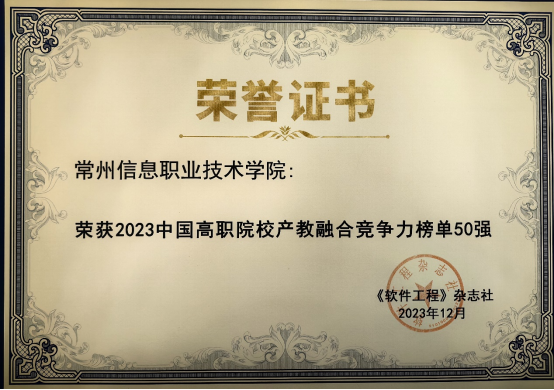 荣誉证书
常州信息职业技术学院：
荣获2023中国高职院校产教融合竞争力榜单50强
《软件工程》杂志社
2023年12月